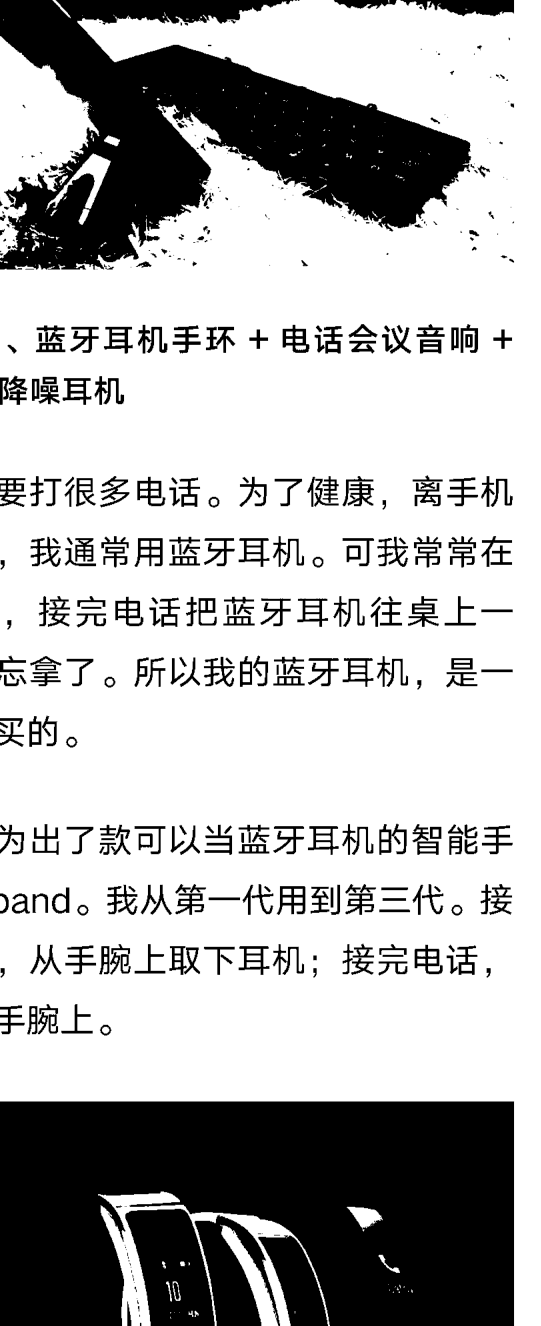 、蓝牙耳机手环 + 电话会议音响 +
降噪耳机
要打很多电话。为了健康，离手机
，我通常用蓝牙耳机。可我常常在
，接完电话把蓝牙耳机往桌上一
忘拿了。所以我的蓝牙耳机，是一
买的。
为出了款可以当蓝牙耳机的智能手
band。我从第一代用到第三代。接
，从手腕上取下耳机；接完电话，
手腕上。
10